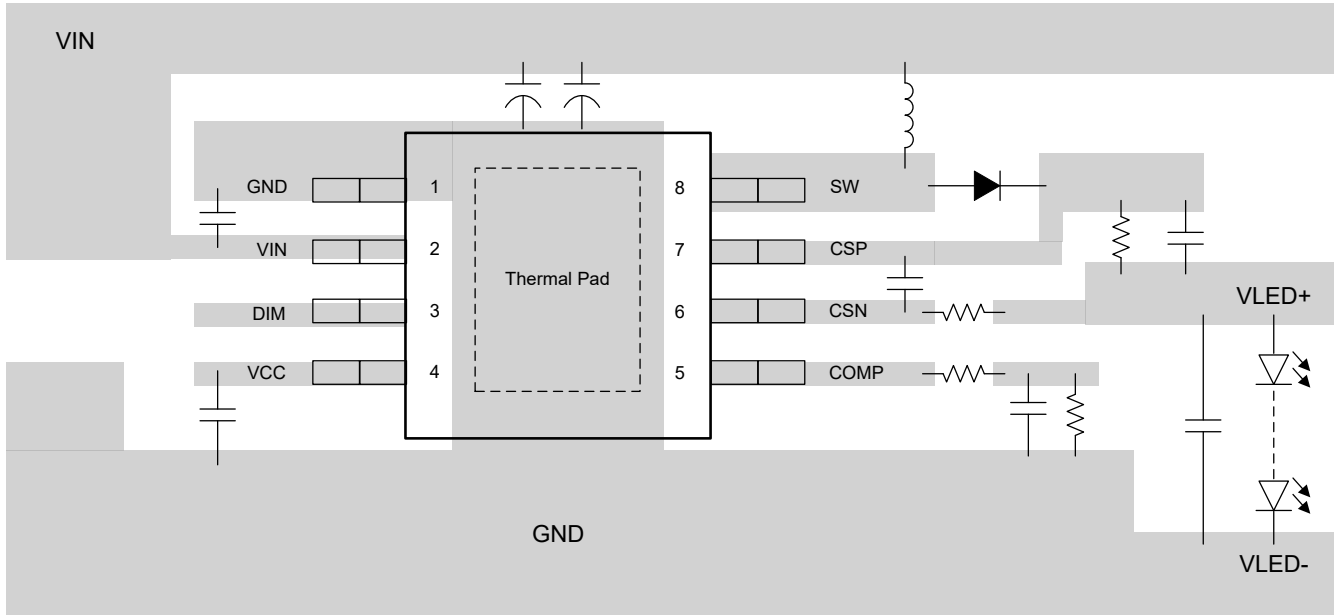 VIN
GND 1 8 SW
VIN 2 7 CSP
Thermal Pad
DIM 3 6 CSN
VLED+
VCC 4 5 COMP
GND
VLED-